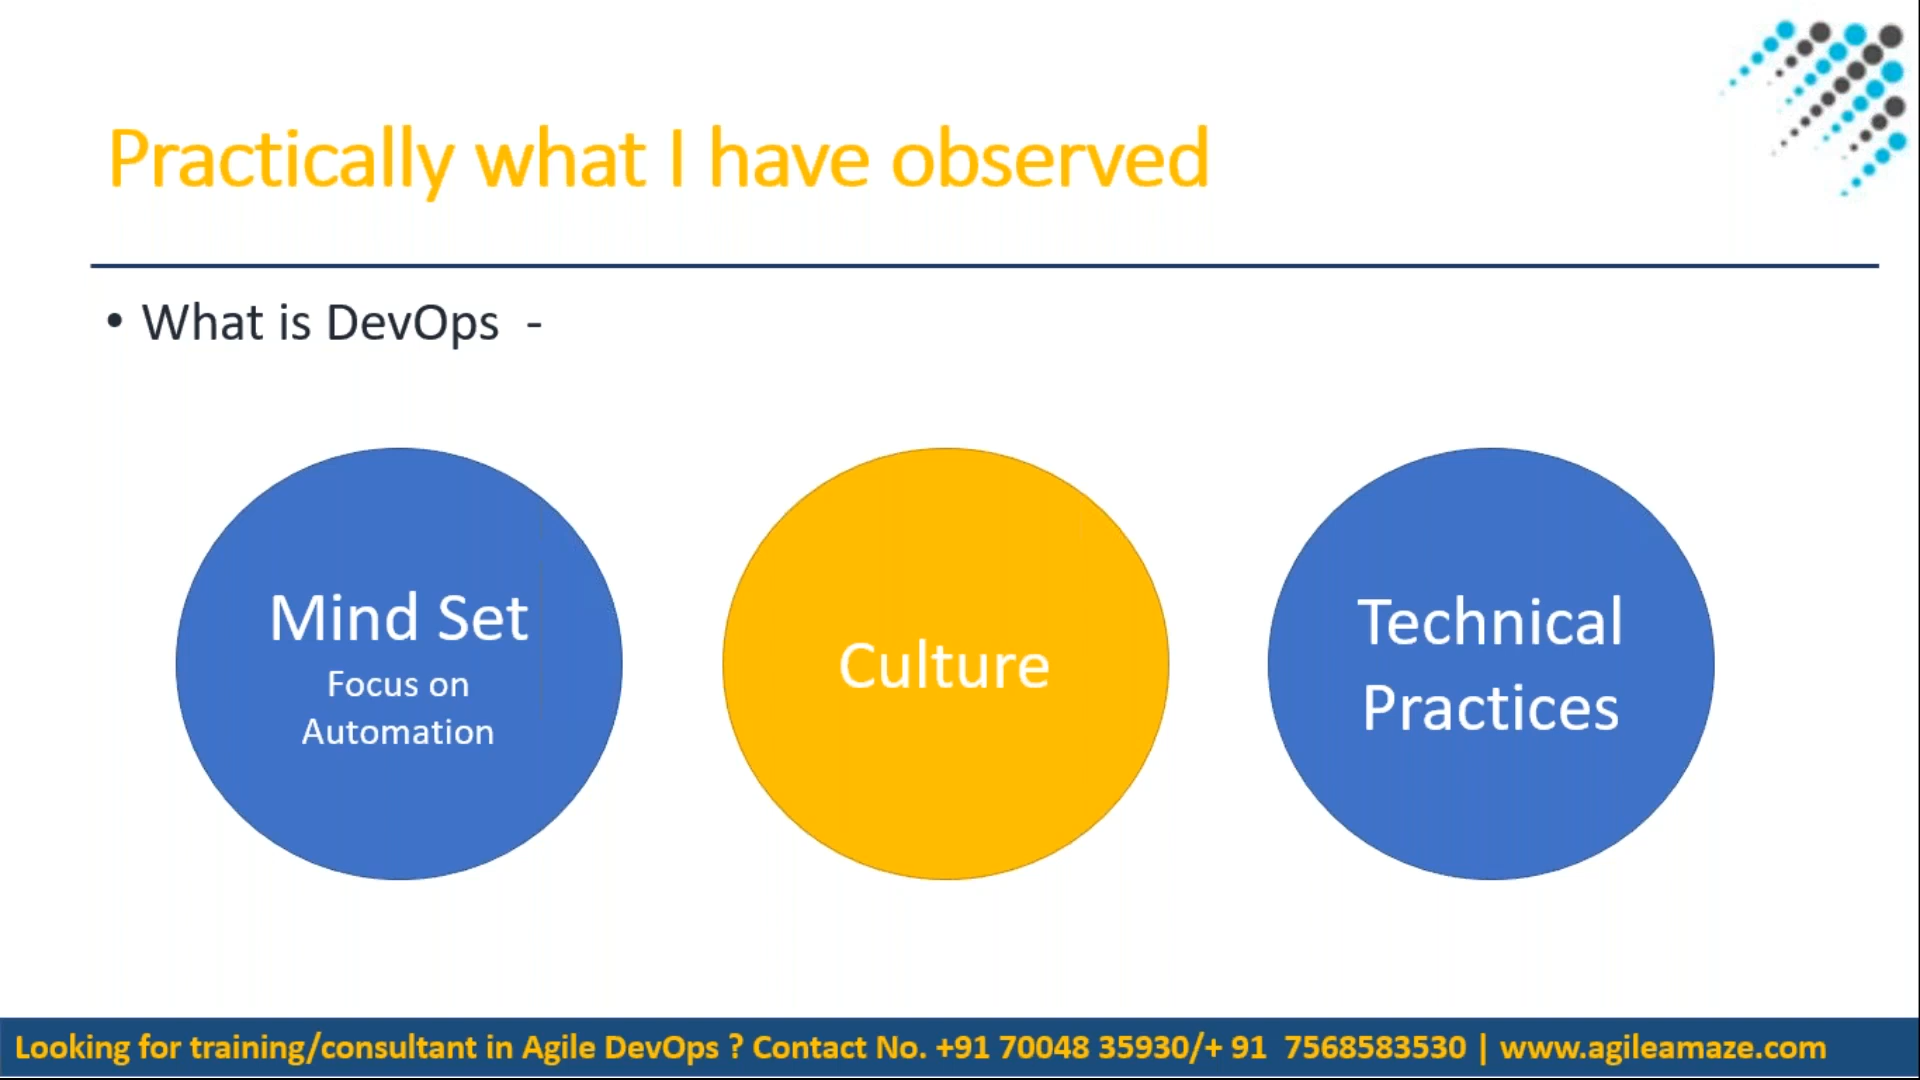 Practically what I have observed
• What is DevOps -
Mind Set
Focus on
Automation
Culture
Technical
Practices
Looking for training/consultant in Agile DevOps ? Contact No. +91 70048 35930/+ 91 7568583530 | www.agileamaze.com